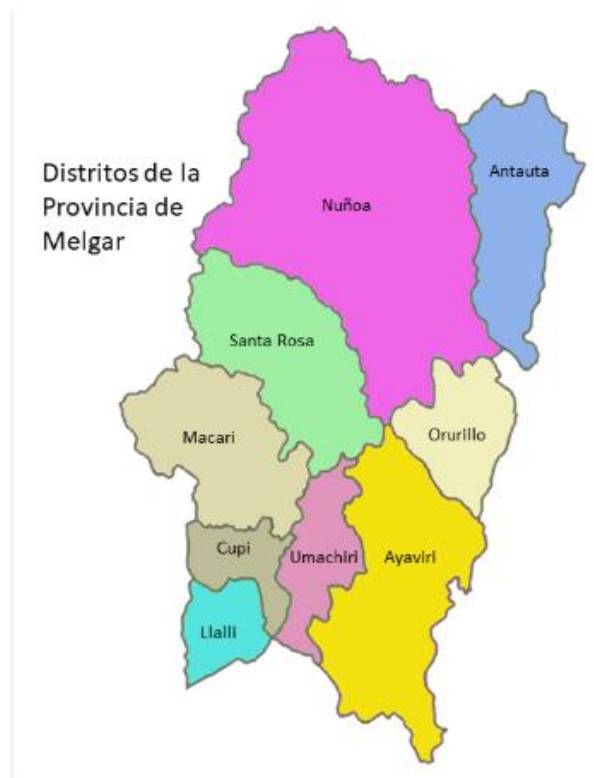 Distritos de la
Provincia de
Melgar
Nuñoa
Antauta
Santa Rosa
Macari
Orurillo
Cupi
Umachiri
Ayaviri
Llalli